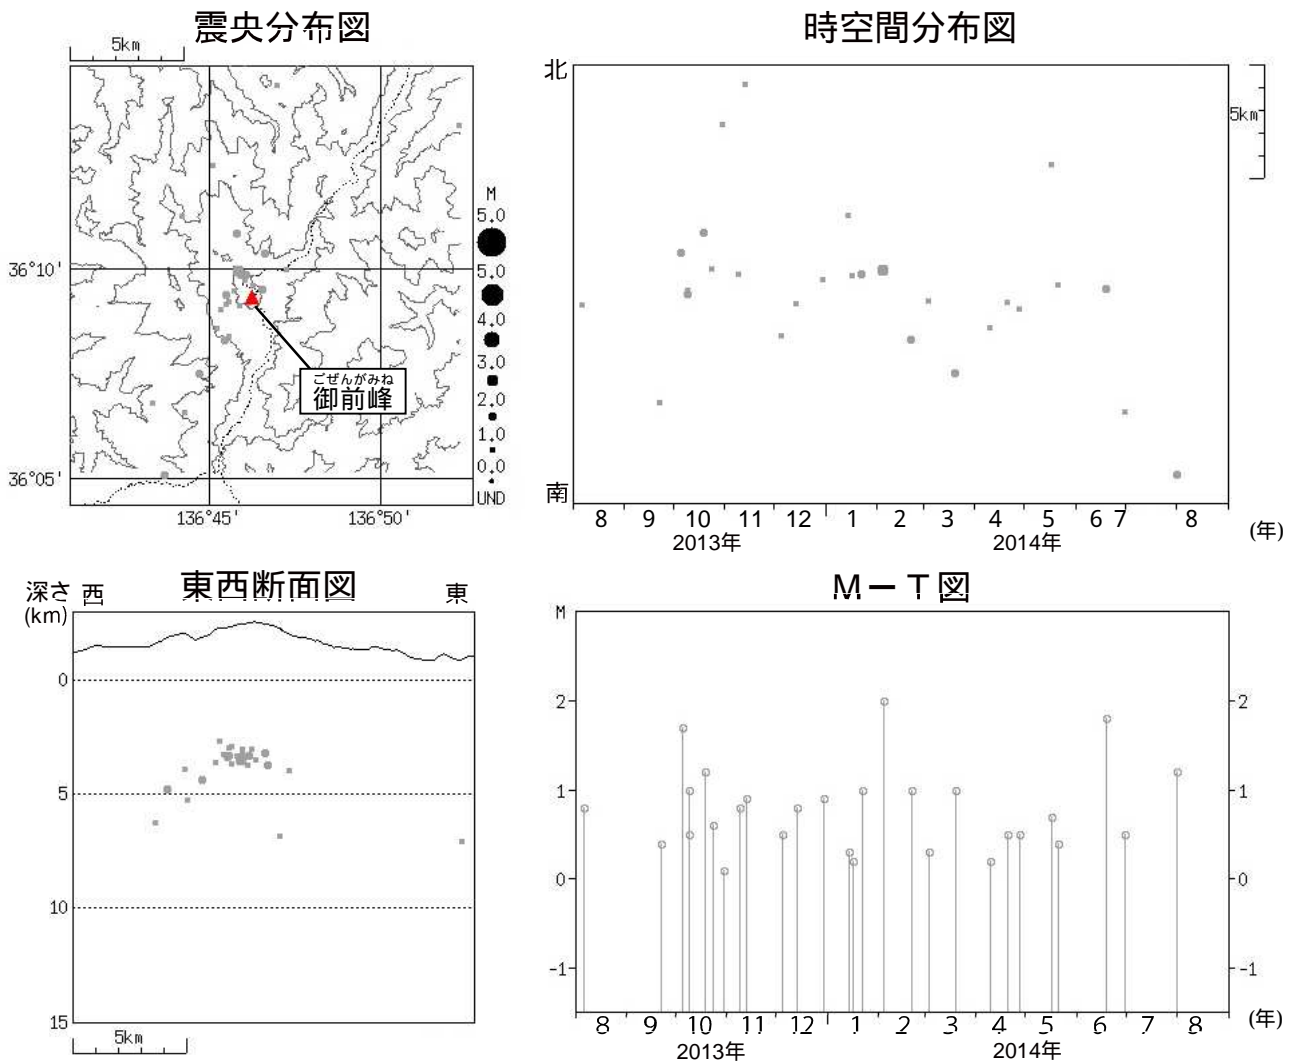 震央分布図
5km
36°10'
36°05'
136°45'
136°50'
ごぜんがみね
御前峰
M
5.0
5.0
4.0
3.0
2.0
1.0
0.0
UND
時空間分布図
北
南
5km
8 9 10 11 12 1 2 3 4 5 6 7 8
(年)
2013年 2014年
東西断面図
深さ 西 東
(km)
0
5
10
15
5km
M－T図
M
2 2
1 1
0 0
-1 -1
8 9 10 11 12 1 2 3 4 5 6 7 8
(年)
2013年 2014年